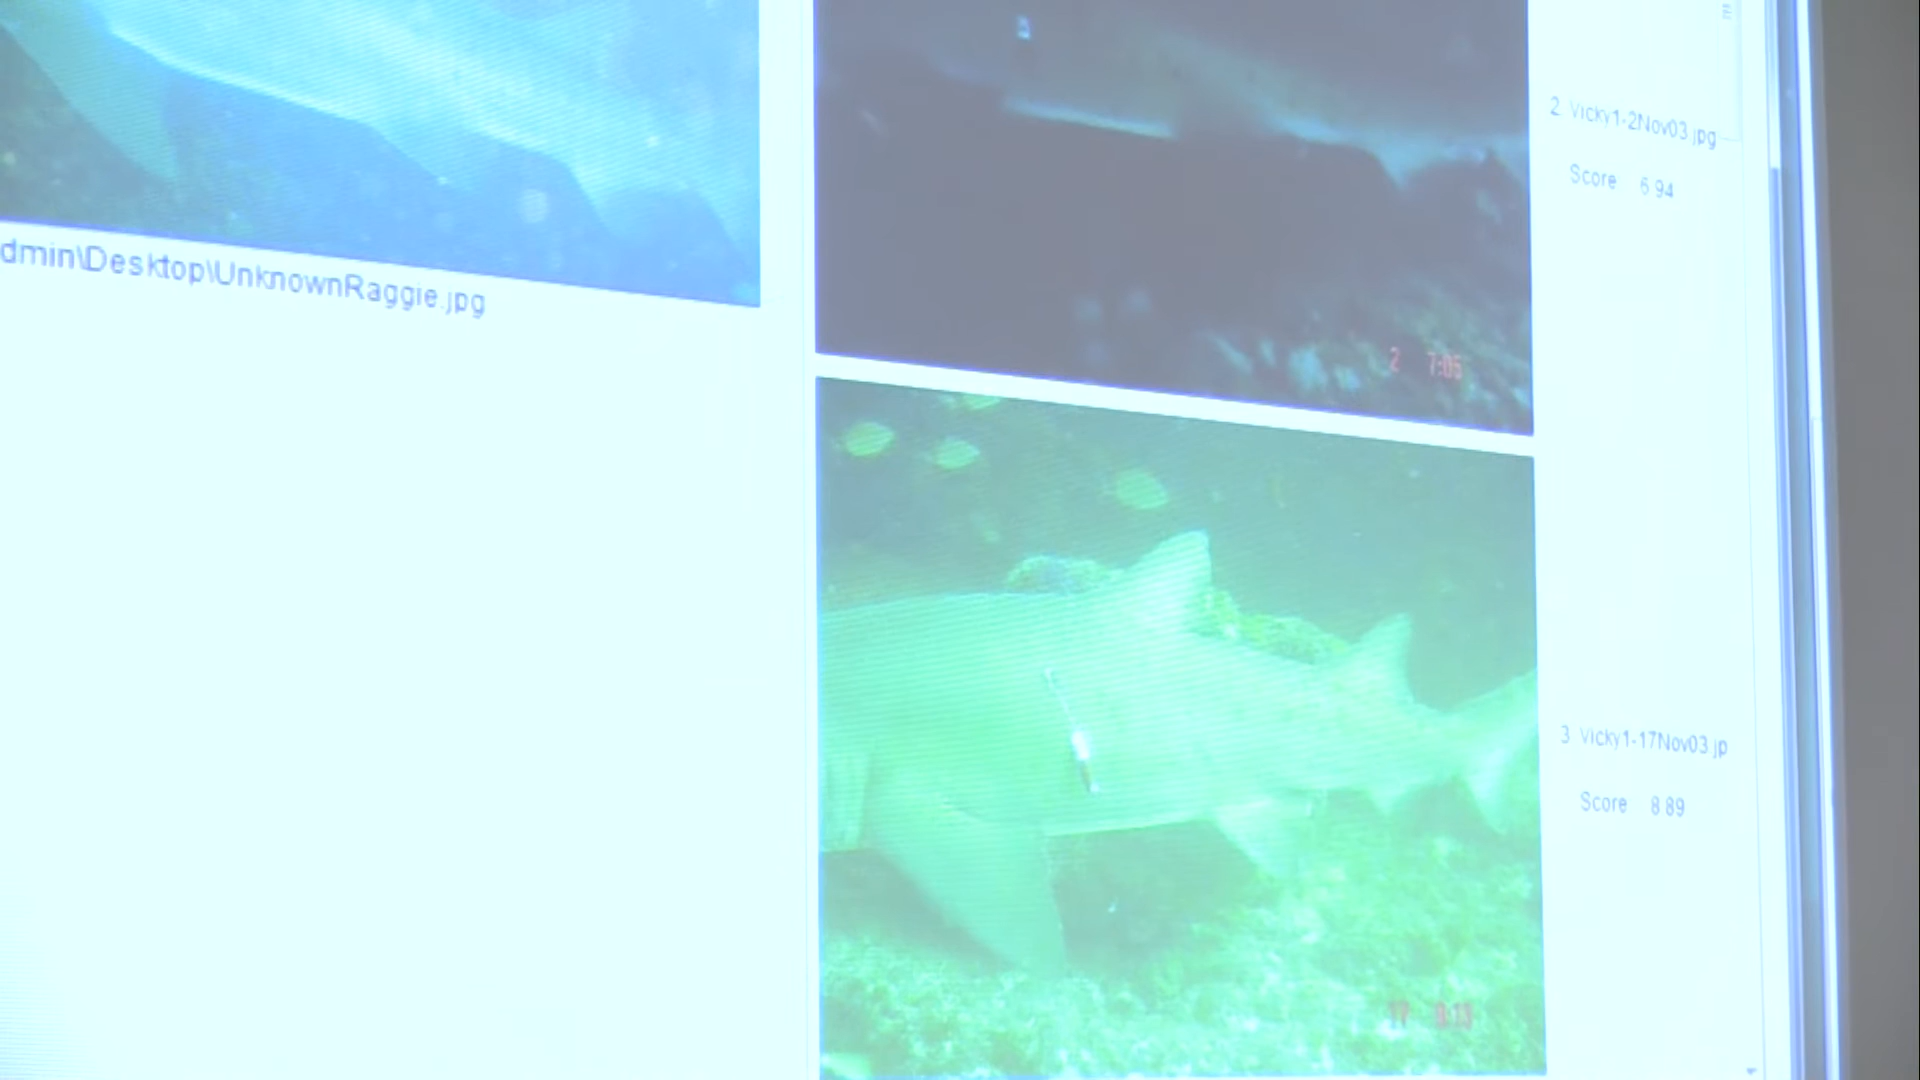 dmin\Desktop\UnknownRaggie.jpg
2. Vicky1-2Nov03.jpg
Score 6.94
2 7:05
3. Vicky1-17Nov03.jp
Score 8.89
17 9:13